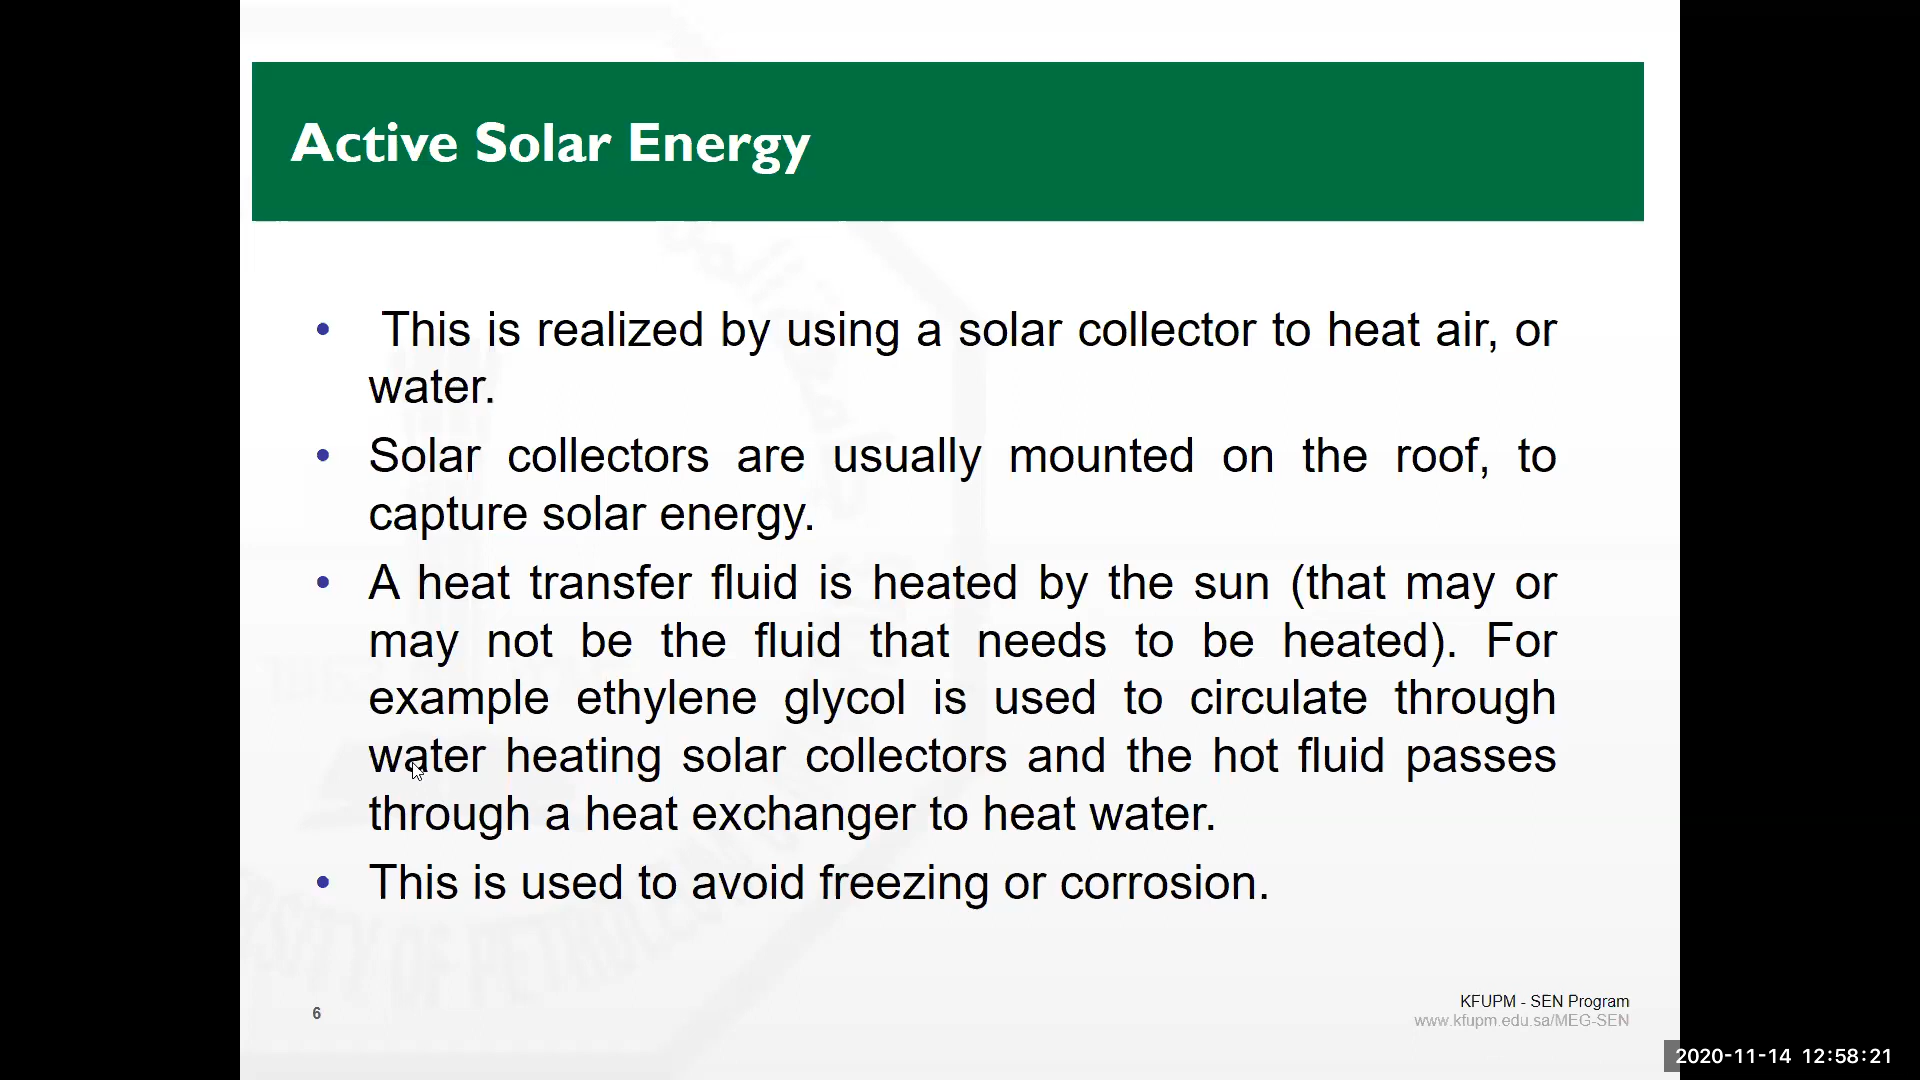 Active Solar Energy
• This is realized by using a solar collector to heat air, or
water.
• Solar collectors are usually mounted on the roof, to
capture solar energy.
• A heat transfer fluid is heated by the sun (that may or
may not be the fluid that needs to be heated). For
example ethylene glycol is used to circulate through
water heating solar collectors and the hot fluid passes
through a heat exchanger to heat water.
• This is used to avoid freezing or corrosion.
6
KFUPM - SEN Program
www.kfupm.edu.sa/MEG-SEN
2020-11-14 12:58:21